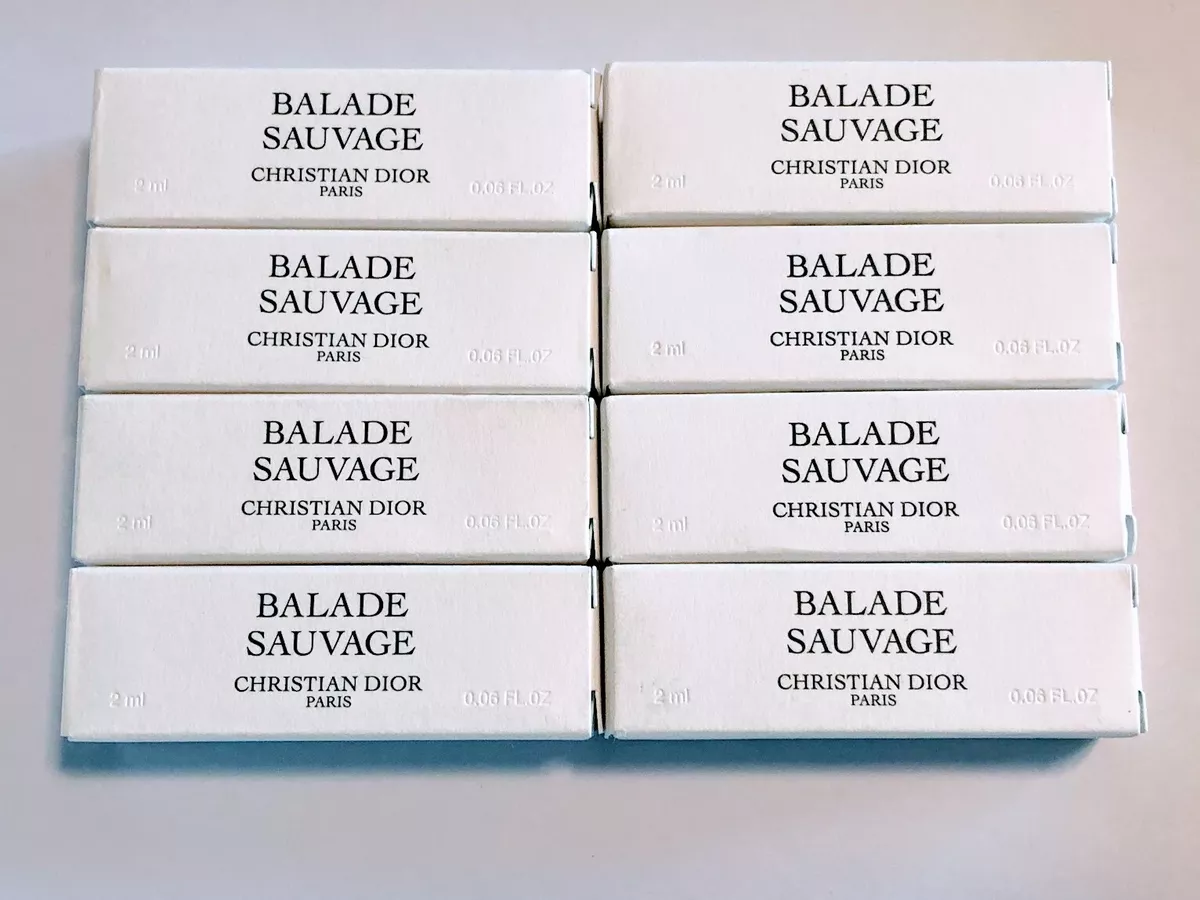 BALADE
SAUVAGE
CHRISTIAN DIOR
PARIS
2 ml 0.06 FL.OZ
BALADE
SAUVAGE
CHRISTIAN DIOR
PARIS
2 ml 0.06 FL.OZ
BALADE
SAUVAGE
CHRISTIAN DIOR
PARIS
2 ml 0.06 FL.OZ
BALADE
SAUVAGE
CHRISTIAN DIOR
PARIS
2 ml 0.06 FL.OZ
BALADE
SAUVAGE
CHRISTIAN DIOR
PARIS
2 ml 0.06 FL.OZ
BALADE
SAUVAGE
CHRISTIAN DIOR
PARIS
2 ml 0.06 FL.OZ
BALADE
SAUVAGE
CHRISTIAN DIOR
PARIS
2 ml 0.06 FL.OZ
BALADE
SAUVAGE
CHRISTIAN DIOR
PARIS
2 ml 0.06 FL.OZ